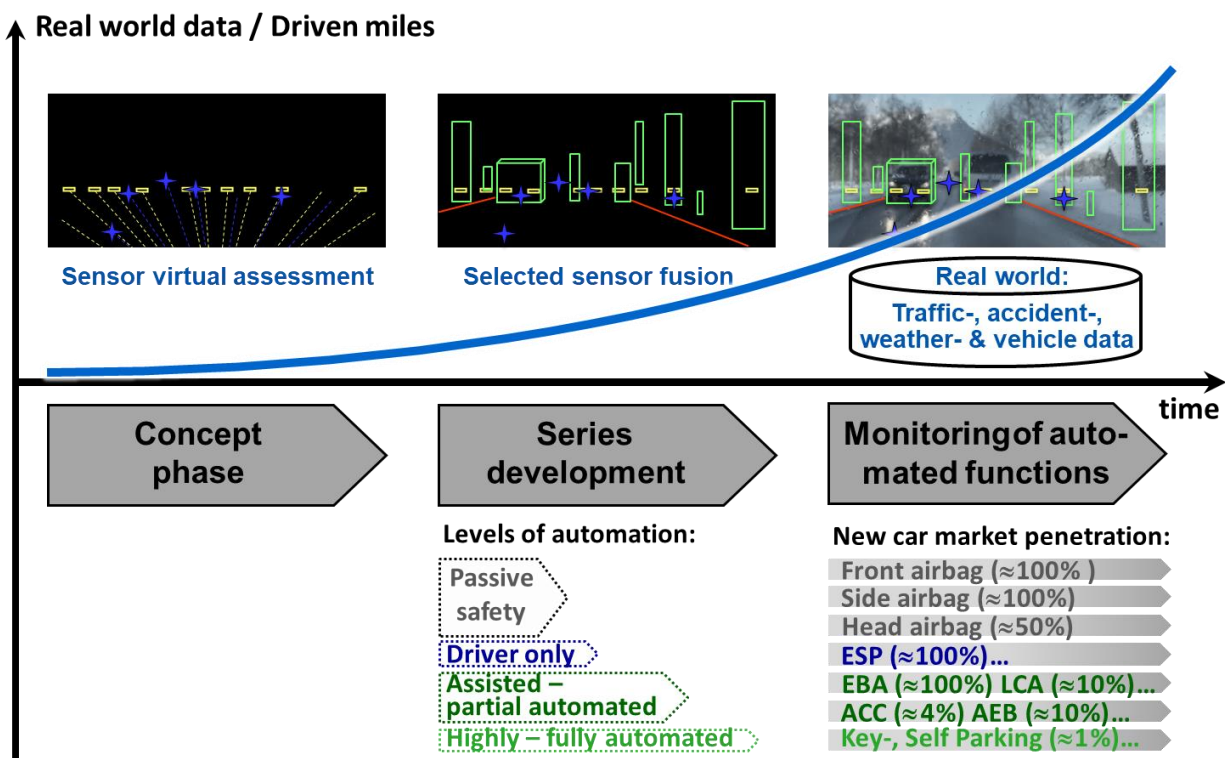 Real world data / Driven miles
Sensor virtual assessment
Selected sensor fusion
Real world:
Traffic-, accident-,
weather- & vehicle data
time
Concept
phase
Series
development
Monitoringof auto-
mated functions
Levels of automation:
Passive
safety
Driver only
Assisted –
partial automated
Highly – fully automated
New car market penetration:
Front airbag (≈100% )
Side airbag (≈100%)
Head airbag (≈50%)
ESP (≈100%)...
EBA (≈100%) LCA (≈10%)...
ACC (≈4%) AEB (≈10%)...
Key-, Self Parking (≈1%)...